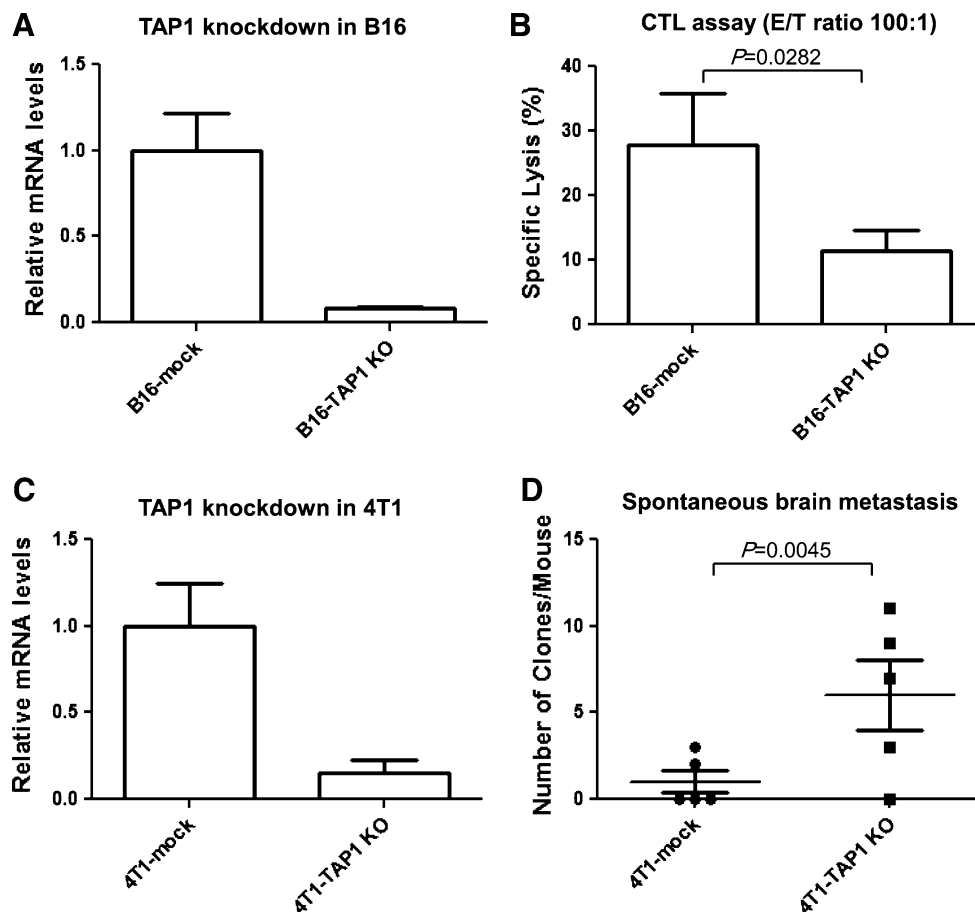 A
TAP1 knockdown in B16
Relative mRNA levels
1.5
1.0
0.5
0.0
B16-mock
B16-TAP1 KO
B
CTL assay (E/T ratio 100:1)
P=0.0282
Specific Lysis (%)
40
30
20
10
0
B16-mock
B16-TAP1 KO
C
TAP1 knockdown in 4T1
Relative mRNA levels
1.5
1.0
0.5
0.0
4T1-mock
4T1-TAP1 KO
D
Spontaneous brain metastasis
P=0.0045
Number of Clones/Mouse
15
10
5
0
4T1-mock
4T1-TAP1 KO